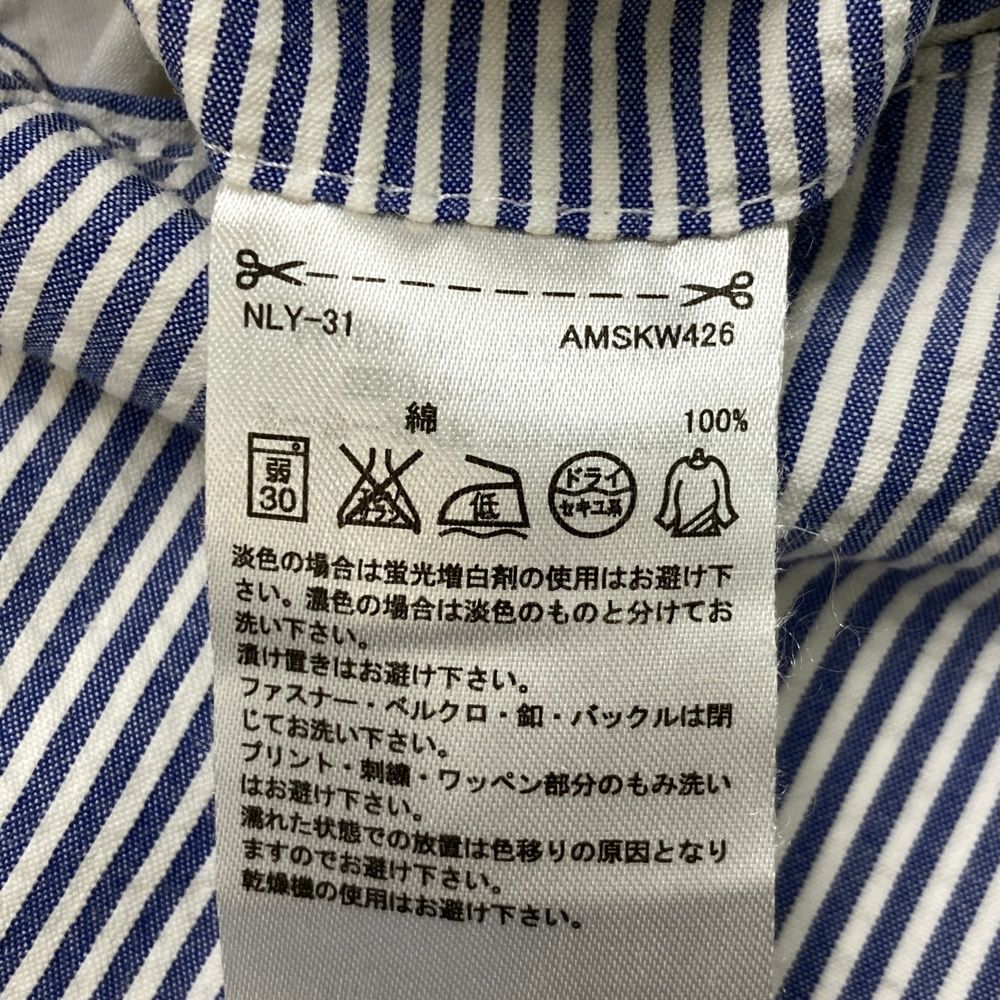 NLY-31 AMSKW426
綿 100%
弱 30 エンソサラシ 低 ドライ セキユ系
淡色の場合は蛍光増白剤の使用はお避け下
さい。濃色の場合は淡色のものと分けてお
洗い下さい。
漬け置きはお避け下さい。
ファスナー・ベルクロ・釦・バックルは閉
じてお洗い下さい。
プリント・刺繍・ワッペン部分のもみ洗い
はお避け下さい。
濡れた状態での放置は色移りの原因となり
ますのでお避け下さい。
乾燥機の使用はお避け下さい。